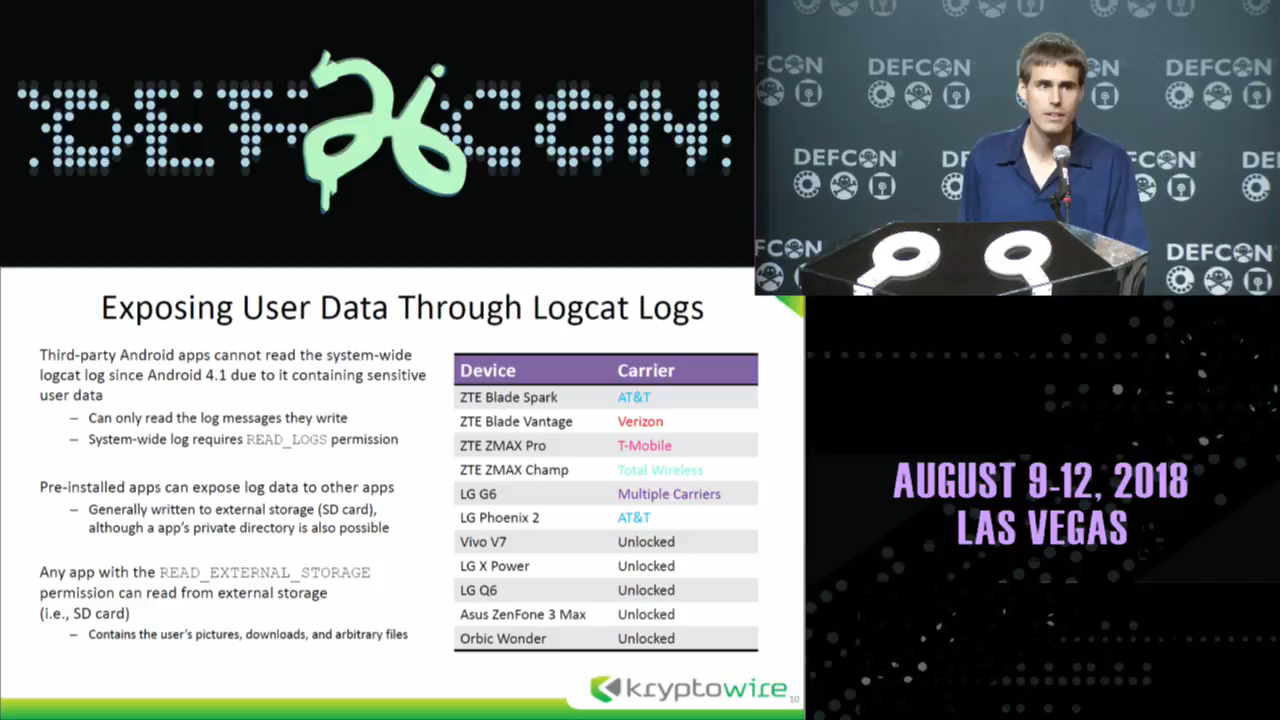 DEFCON
26
DEFCON
DEFCON
DEFCON
DEFCON
DEFCON
Exposing User Data Through Logcat Logs
Third-party Android apps cannot read the system-wide
logcat log since Android 4.1 due to it containing sensitive
user data
– Can only read the log messages they write
– System-wide log requires READ_LOGS permission
Pre-installed apps can expose log data to other apps
– Generally written to external storage (SD card),
although a app's private directory is also possible
Any app with the READ_EXTERNAL_STORAGE
permission can read from external storage
(i.e., SD card)
– Contains the user's pictures, downloads, and arbitrary files
Device Carrier
ZTE Blade Spark AT&T
ZTE Blade Vantage Verizon
ZTE ZMAX Pro T-Mobile
ZTE ZMAX Champ Total Wireless
LG G6 Multiple Carriers
LG Phoenix 2 AT&T
Vivo V7 Unlocked
LG X Power Unlocked
LG Q6 Unlocked
Asus ZenFone 3 Max Unlocked
Orbic Wonder Unlocked
kryptowire
10
AUGUST 9-12, 2018
LAS VEGAS